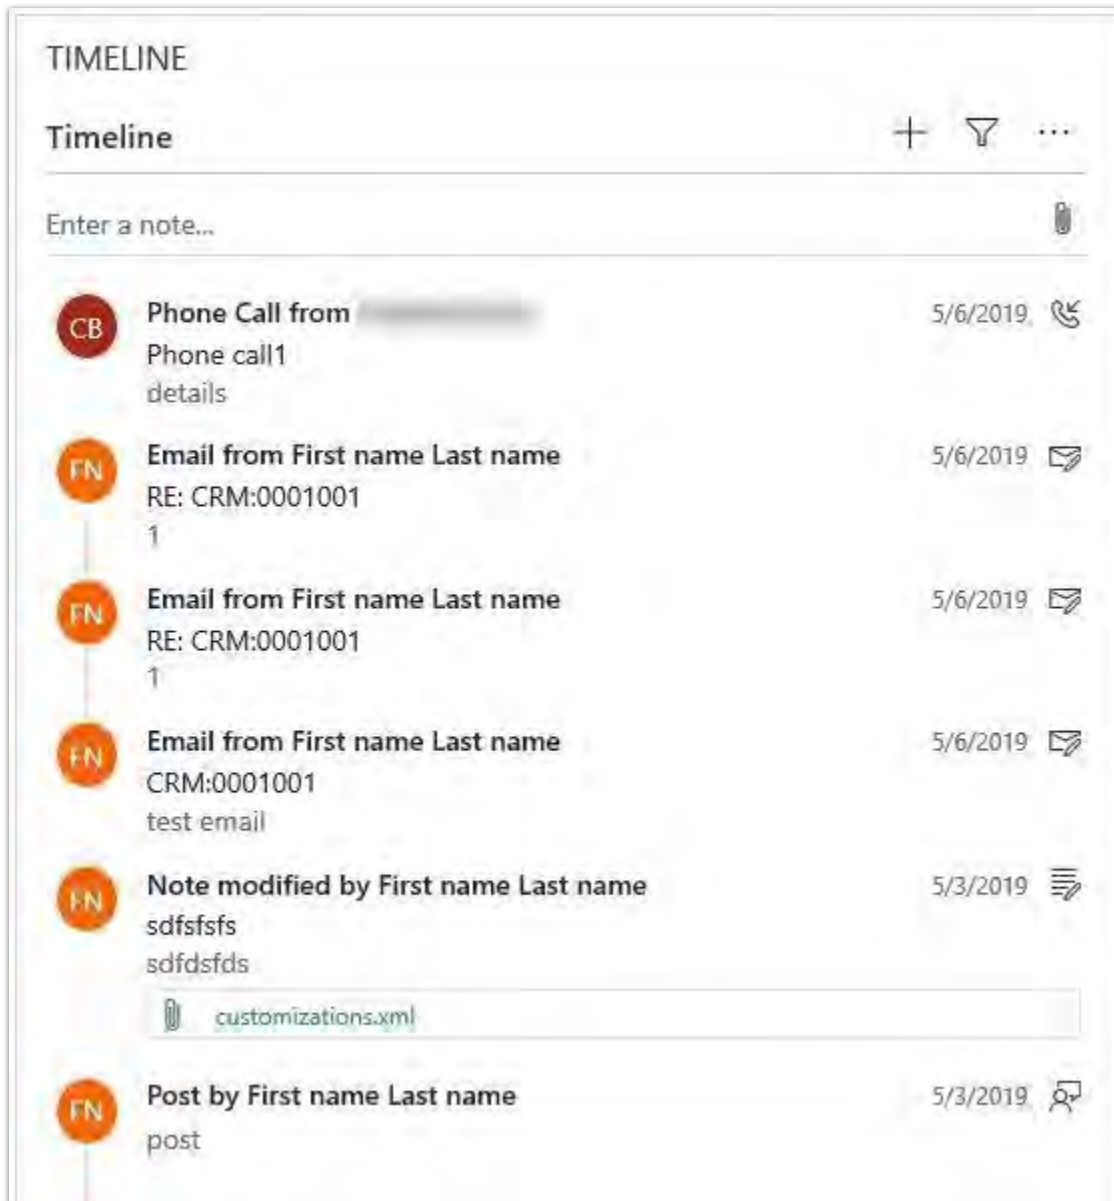 TIMELINE
Timeline
Enter a note...
CB
Phone Call from
5/6/2019
Phone call1
details
FN
Email from First name Last name
5/6/2019
RE: CRM:0001001
1
FN
Email from First name Last name
5/6/2019
RE: CRM:0001001
1
FN
Email from First name Last name
5/6/2019
CRM:0001001
test email
FN
Note modified by First name Last name
5/3/2019
sdfsfsfs
sdfdsfds
customizations.xml
FN
Post by First name Last name
5/3/2019
post